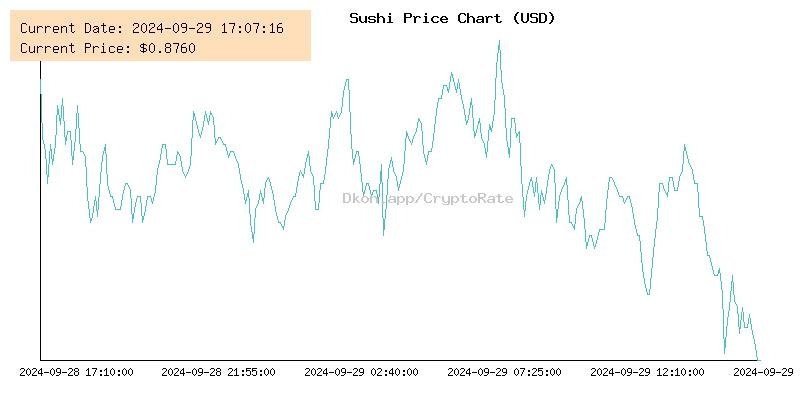 Sushi Price Chart (USD)
Current Date: 2024-09-29 17:07:16
Current Price: $0.8760
Dkon.app/CryptoRate
2024-09-28 17:10:00
2024-09-28 21:55:00
2024-09-29 02:40:00
2024-09-29 07:25:00
2024-09-29 12:10:00
2024-09-29